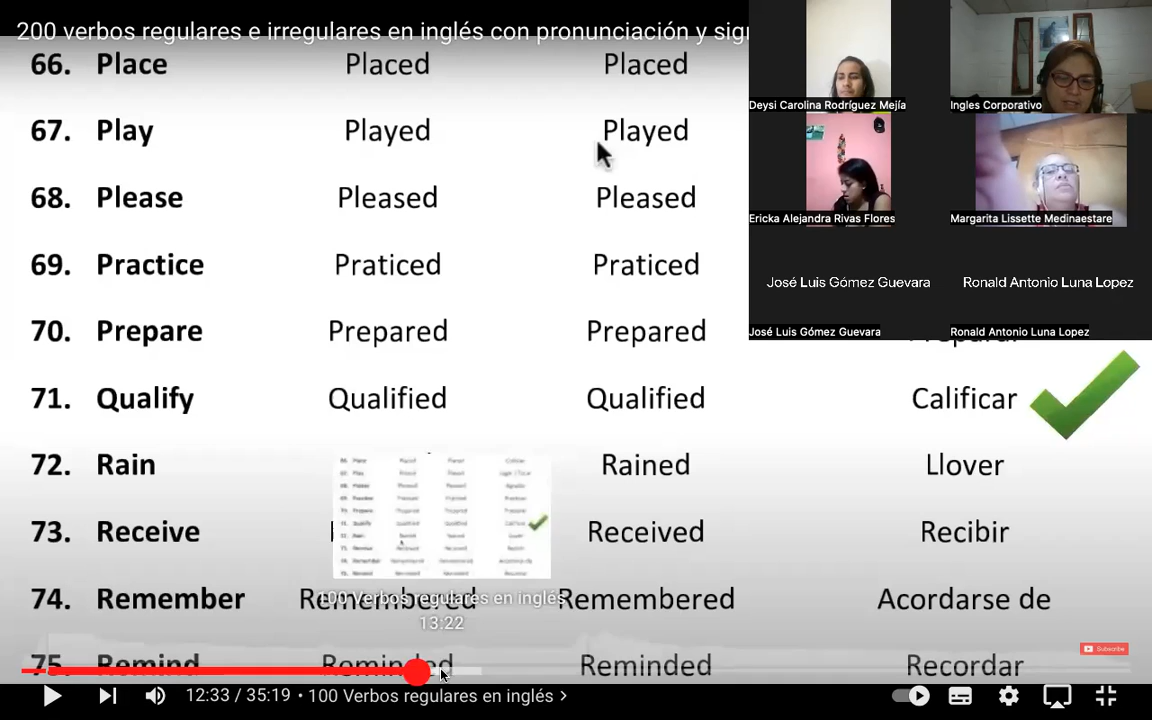 200 verbos regulares e irregulares en inglés con pronunciación y sig
66. Place Placed Placed
67. Play Played Played
68. Please Pleased Pleased
69. Practice Praticed Praticed
70. Prepare Prepared Prepared
71. Qualify Qualified Qualified Calificar
72. Rain Rained Llover
73. Receive Received Recibir
74. Remember Remembered Remembered Acordarse de
75. Remind Reminded Reminded Recordar
Deysi Carolina Rodríguez Mejía
Ingles Corporativo
Ericka Alejandra Rivas Flores
Margarita Lissette Medinaestare
José Luis Gómez Guevara
Ronald Antonio Luna Lopez
José Luis Gómez Guevara
Ronald Antonio Luna Lopez
100 Verbos regulares en inglés
13:22
Subscribe
12:33 / 35:19 • 100 Verbos regulares en inglés >